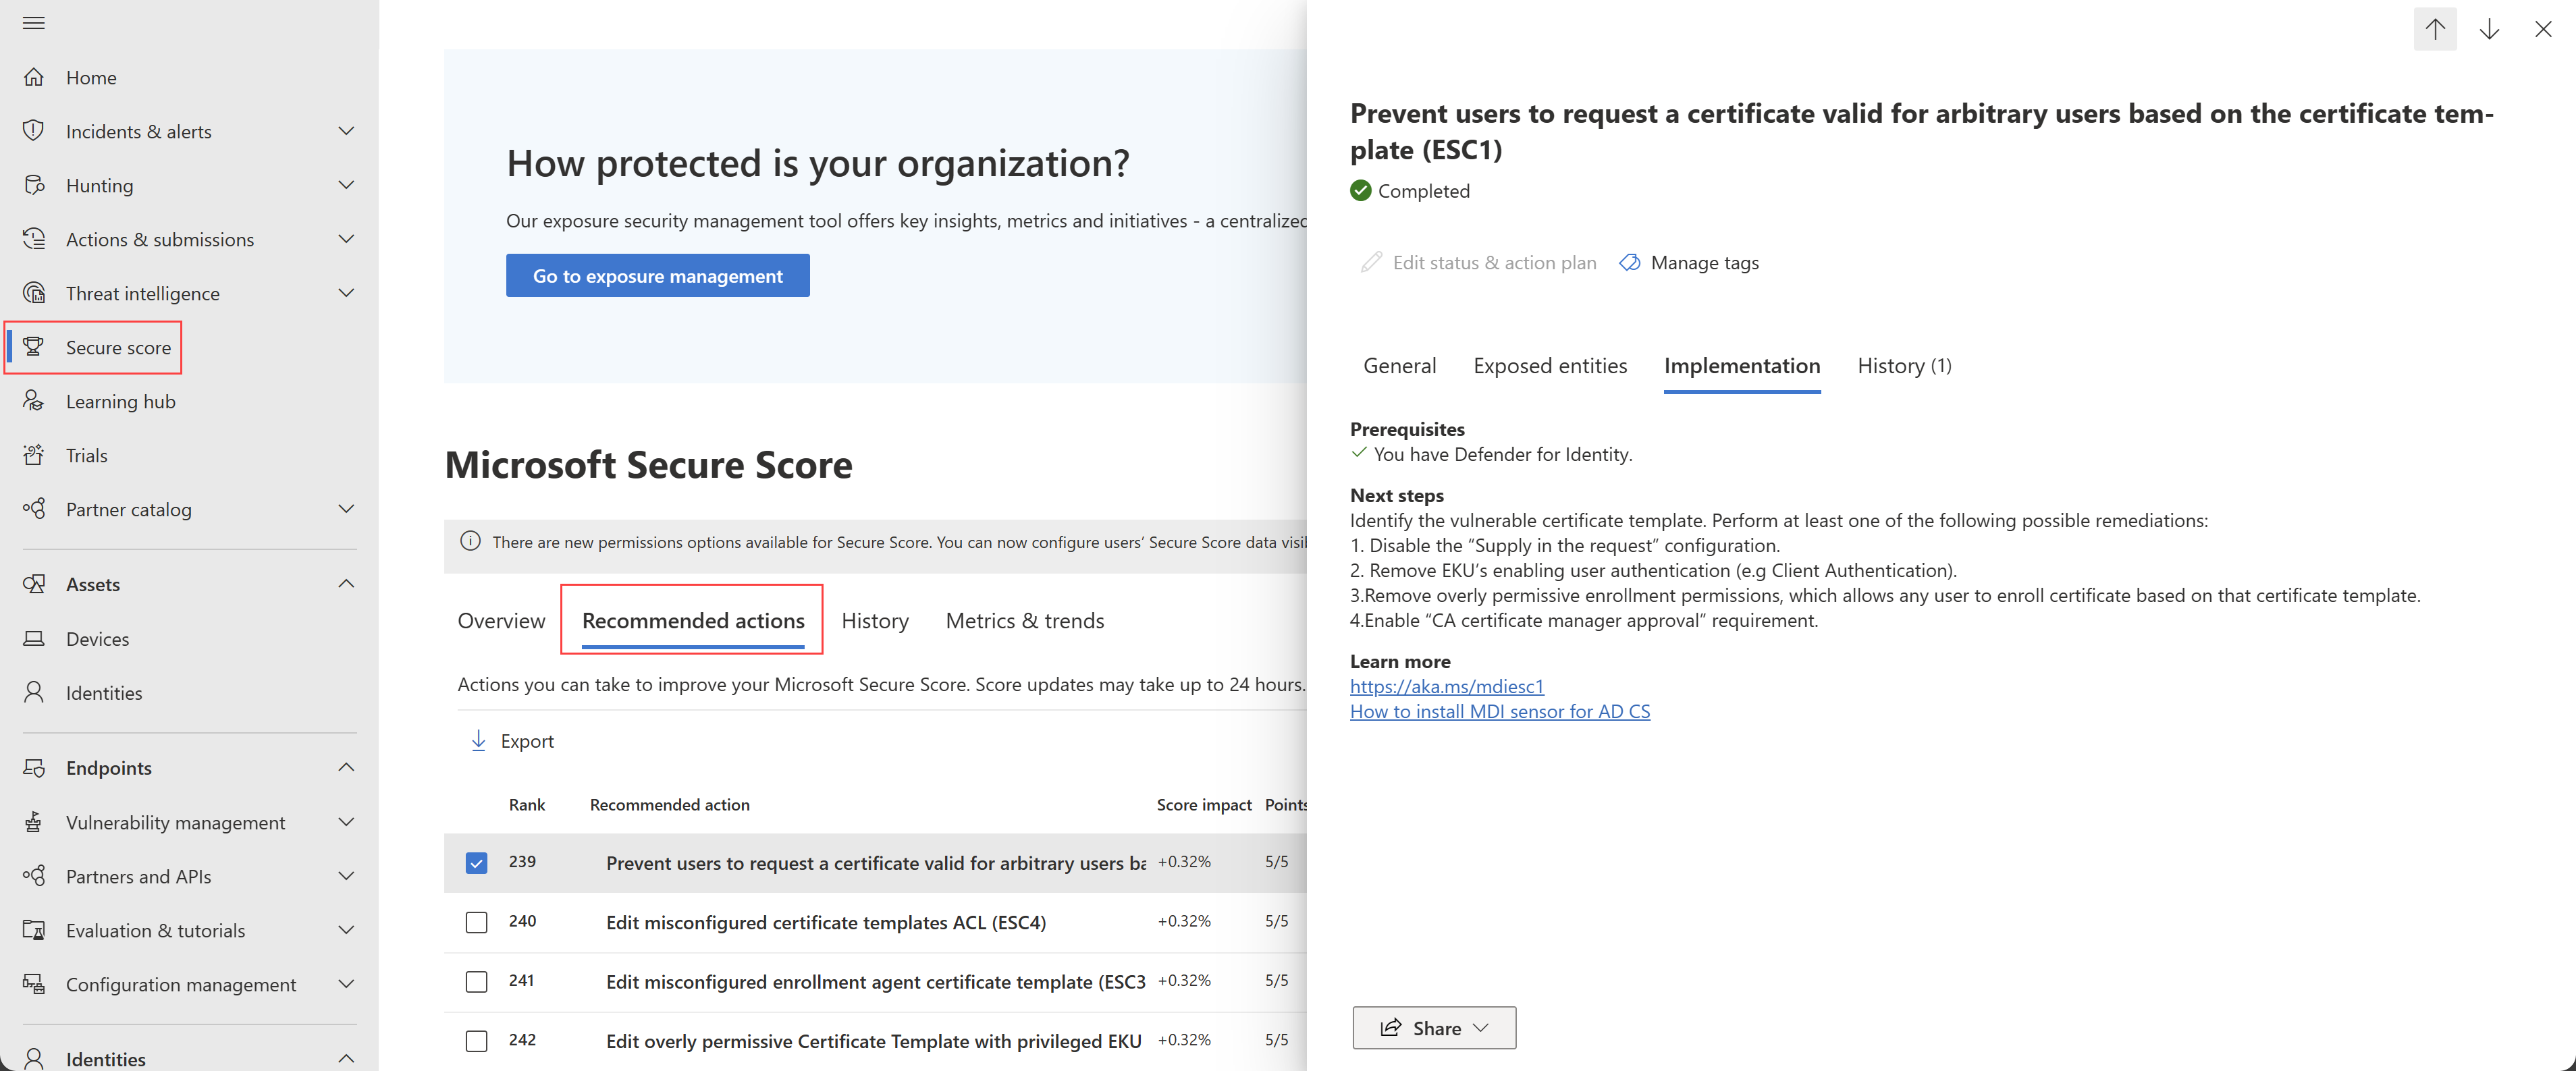 Home
Incidents & alerts
Hunting
Actions & submissions
Threat intelligence
Secure score
Learning hub
Trials
Partner catalog
Assets
Devices
Identities
Endpoints
Vulnerability management
Partners and APIs
Evaluation & tutorials
Configuration management
Identities
How protected is your organization?
Our exposure security management tool offers key insights, metrics and initiatives - a centralized
Go to exposure management
Microsoft Secure Score
There are new permissions options available for Secure Score. You can now configure users’ Secure Score data visi
Overview Recommended actions History Metrics & trends
Actions you can take to improve your Microsoft Secure Score. Score updates may take up to 24 hours.
Export
Rank Recommended action Score impact Points
239 Prevent users to request a certificate valid for arbitrary users ba +0.32% 5/5
240 Edit misconfigured certificate templates ACL (ESC4) +0.32% 5/5
241 Edit misconfigured enrollment agent certificate template (ESC3 +0.32% 5/5
242 Edit overly permissive Certificate Template with privileged EKU +0.32% 5/5
Prevent users to request a certificate valid for arbitrary users based on the certificate tem-
plate (ESC1)
Completed
Edit status & action plan Manage tags
General Exposed entities Implementation History (1)
Prerequisites
You have Defender for Identity.
Next steps
Identify the vulnerable certificate template. Perform at least one of the following possible remediations:
1. Disable the “Supply in the request” configuration.
2. Remove EKU’s enabling user authentication (e.g Client Authentication).
3.Remove overly permissive enrollment permissions, which allows any user to enroll certificate based on that certificate template.
4.Enable “CA certificate manager approval” requirement.
Learn more
https://aka.ms/mdiesc1
How to install MDI sensor for AD CS
Share